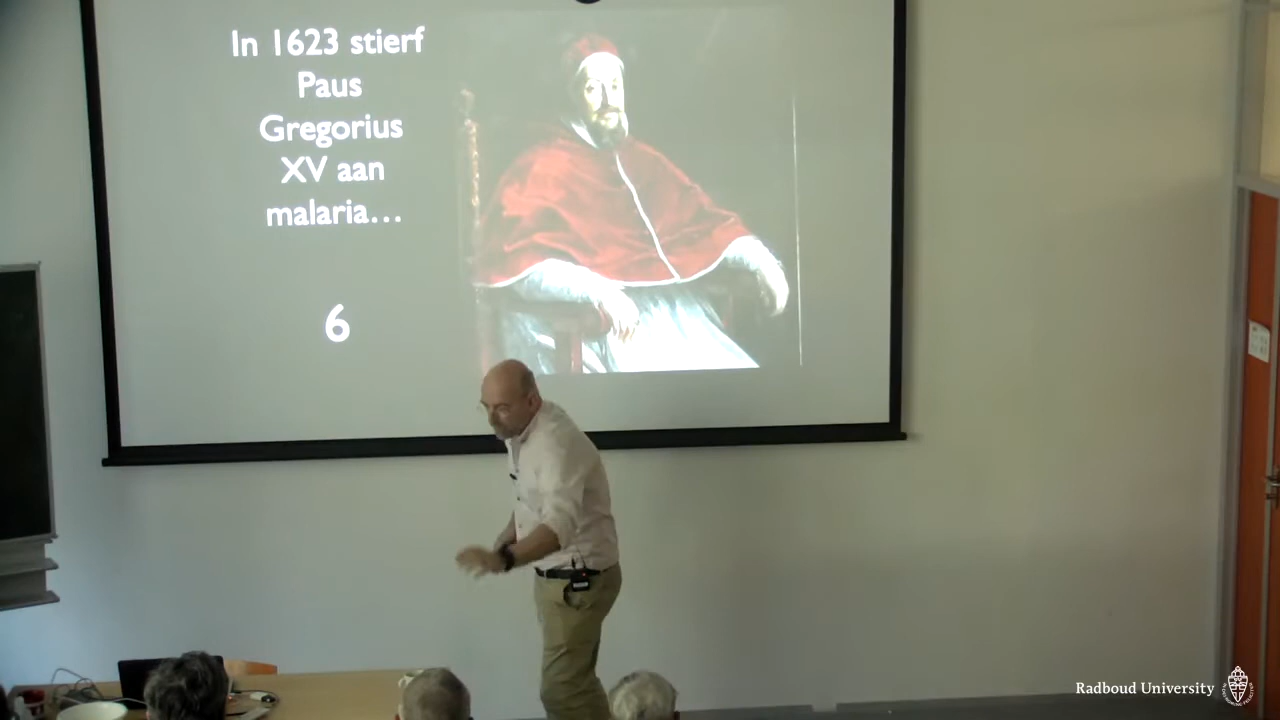 In 1623 stierf
Paus
Gregorius
XV aan
malaria...
6
Radboud University